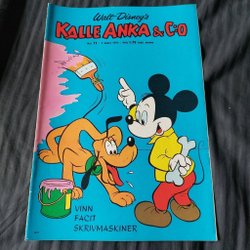 Walt Disney's
KALLE ANKA & C:O
VINN
FACIT
SKRIVMASKINER